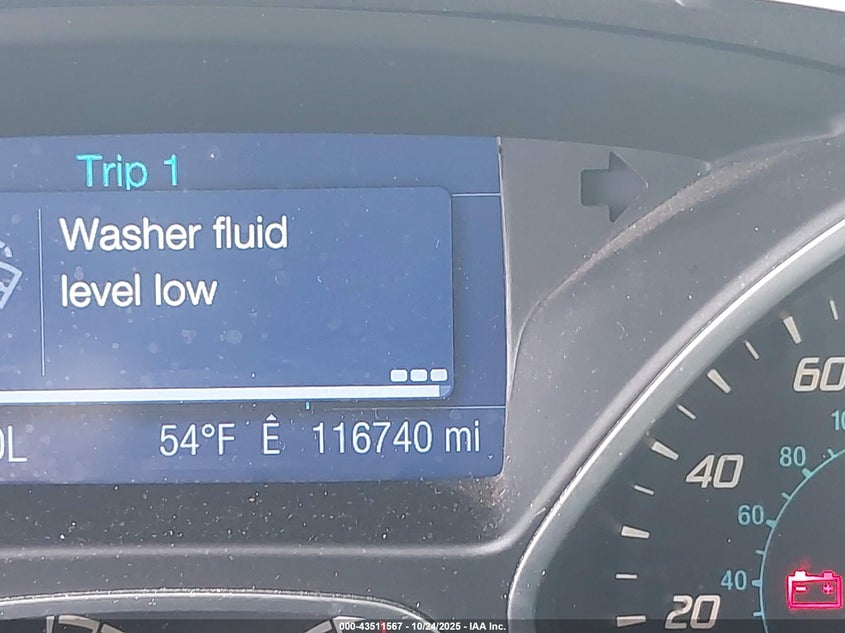 Trip 1
Washer fluid
level low
0L 54°F Ê 116740 mi
60
40
20
80
60
40
000-43511567 - 10/24/2025 - IAA Inc.